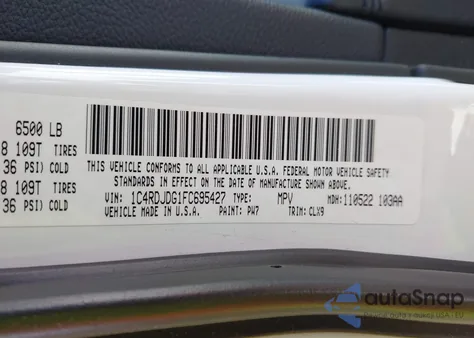 6500 LB
8 109T TIRES
36 PSI) COLD
8 109T TIRES
36 PSI) COLD
THIS VEHICLE CONFORMS TO ALL APPLICABLE U.S.A. FEDERAL MOTOR VEHICLE SAFETY
STANDARDS IN EFFECT ON THE DATE OF MANUFACTURE SHOWN ABOVE.
VIN: 1C4RDJDG1FC695427 TYPE: MPV MDH: 110522 103AA
MADE IN U.S.A. PAINT: PW7 TRIM: CLX9
autoSnap